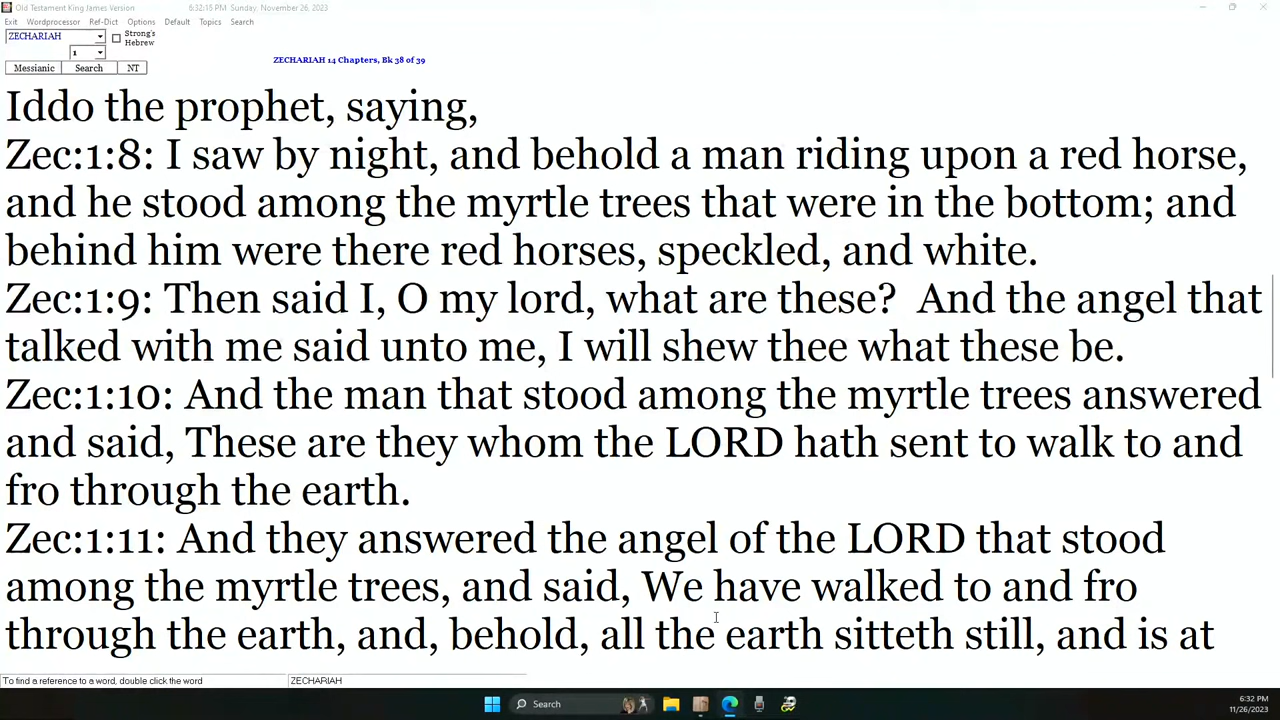 Old Testament King James Version 6:32:15 PM Sunday, November 26, 2023
Exit Wordprocessor Ref-Dict Options Default Topics Search
ZECHARIAH
Strong's
Hebrew
1
ZECHARIAH 14 Chapters, Bk 38 of 39
Messianic Search NT
Iddo the prophet, saying,
Zec:1:8: I saw by night, and behold a man riding upon a red horse,
and he stood among the myrtle trees that were in the bottom; and
behind him were there red horses, speckled, and white.
Zec:1:9: Then said I, O my lord, what are these?  And the angel that
talked with me said unto me, I will shew thee what these be.
Zec:1:10: And the man that stood among the myrtle trees answered
and said, These are they whom the LORD hath sent to walk to and
fro through the earth.
Zec:1:11: And they answered the angel of the LORD that stood
among the myrtle trees, and said, We have walked to and fro
through the earth, and, behold, all the earth sitteth still, and is at
To find a reference to a word, double click the word ZECHARIAH
Search
6:32 PM
11/26/2023